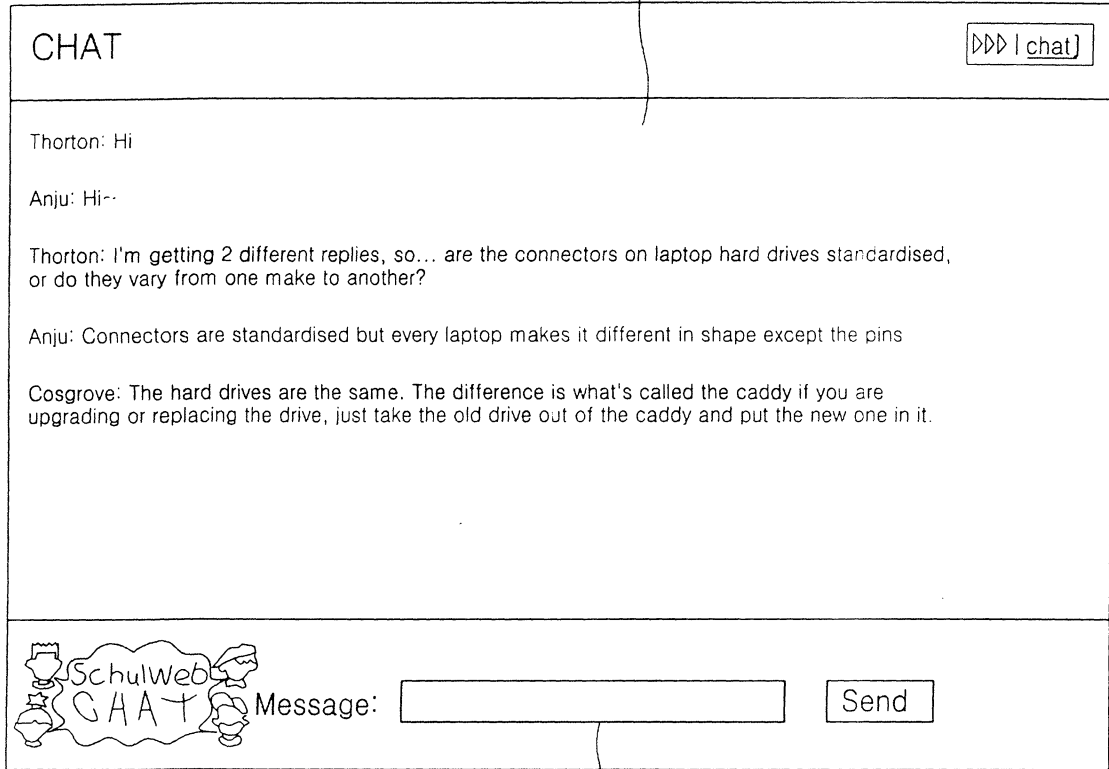 CHAT
▷▷▷ | chat]
Thorton: Hi
Anju: Hi--
Thorton: I'm getting 2 different replies, so... are the connectors on laptop hard drives standardised,
or do they vary from one make to another?
Anju: Connectors are standardised but every laptop makes it different in shape except the pins
Cosgrove: The hard drives are the same. The difference is what's called the caddy if you are
upgrading or replacing the drive, just take the old drive out of the caddy and put the new one in it.
SchulWeb
CHAT
Message:
Send